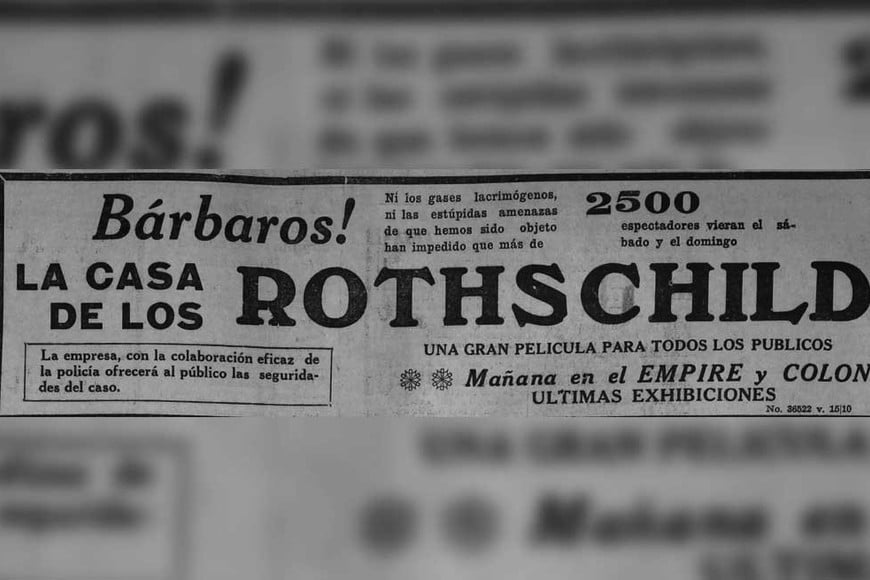 Bárbaros!
Ni los gases lacrimógenos,
ni las estúpidas amenazas
de que hemos sido objeto
han impedido que más de
2500
espectadores vieran el sá-
bado y el domingo
LA CASA
DE LOS
ROTHSCHILD
La empresa, con la colaboración eficaz de
la policía ofrecerá al público las segurida-
des del caso.
UNA GRAN PELICULA PARA TODOS LOS PUBLICOS
Mañana en el EMPIRE y COLON
ULTIMAS EXHIBICIONES
No. 36522 v. 15|10